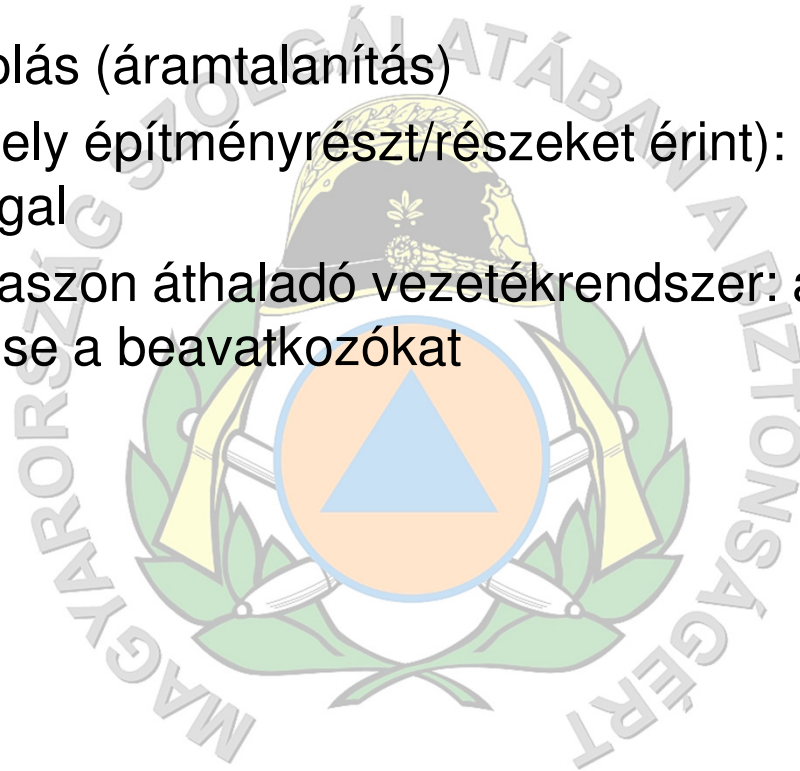 olás (áramtalanítás)
ely építményrészt/részeket érint):
gal
aszon áthaladó vezetékrendszer: a
se a beavatkozókat
MAGYARORSZÁG SZOLGÁLATÁBAN A BIZTONSÁGÉRT